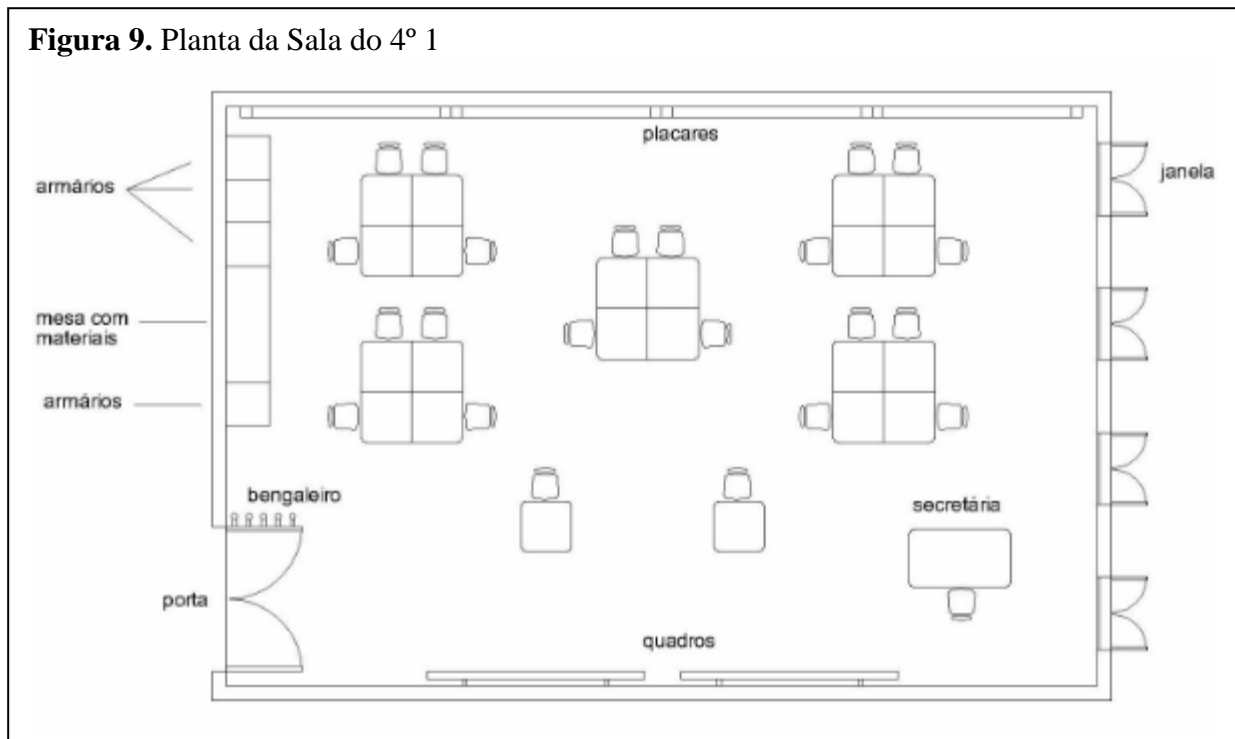 Figura 9. Planta da Sala do 4º 1
placares
armários
janela
mesa com
materiais
armários
bengaleiro
secretária
porta
quadros